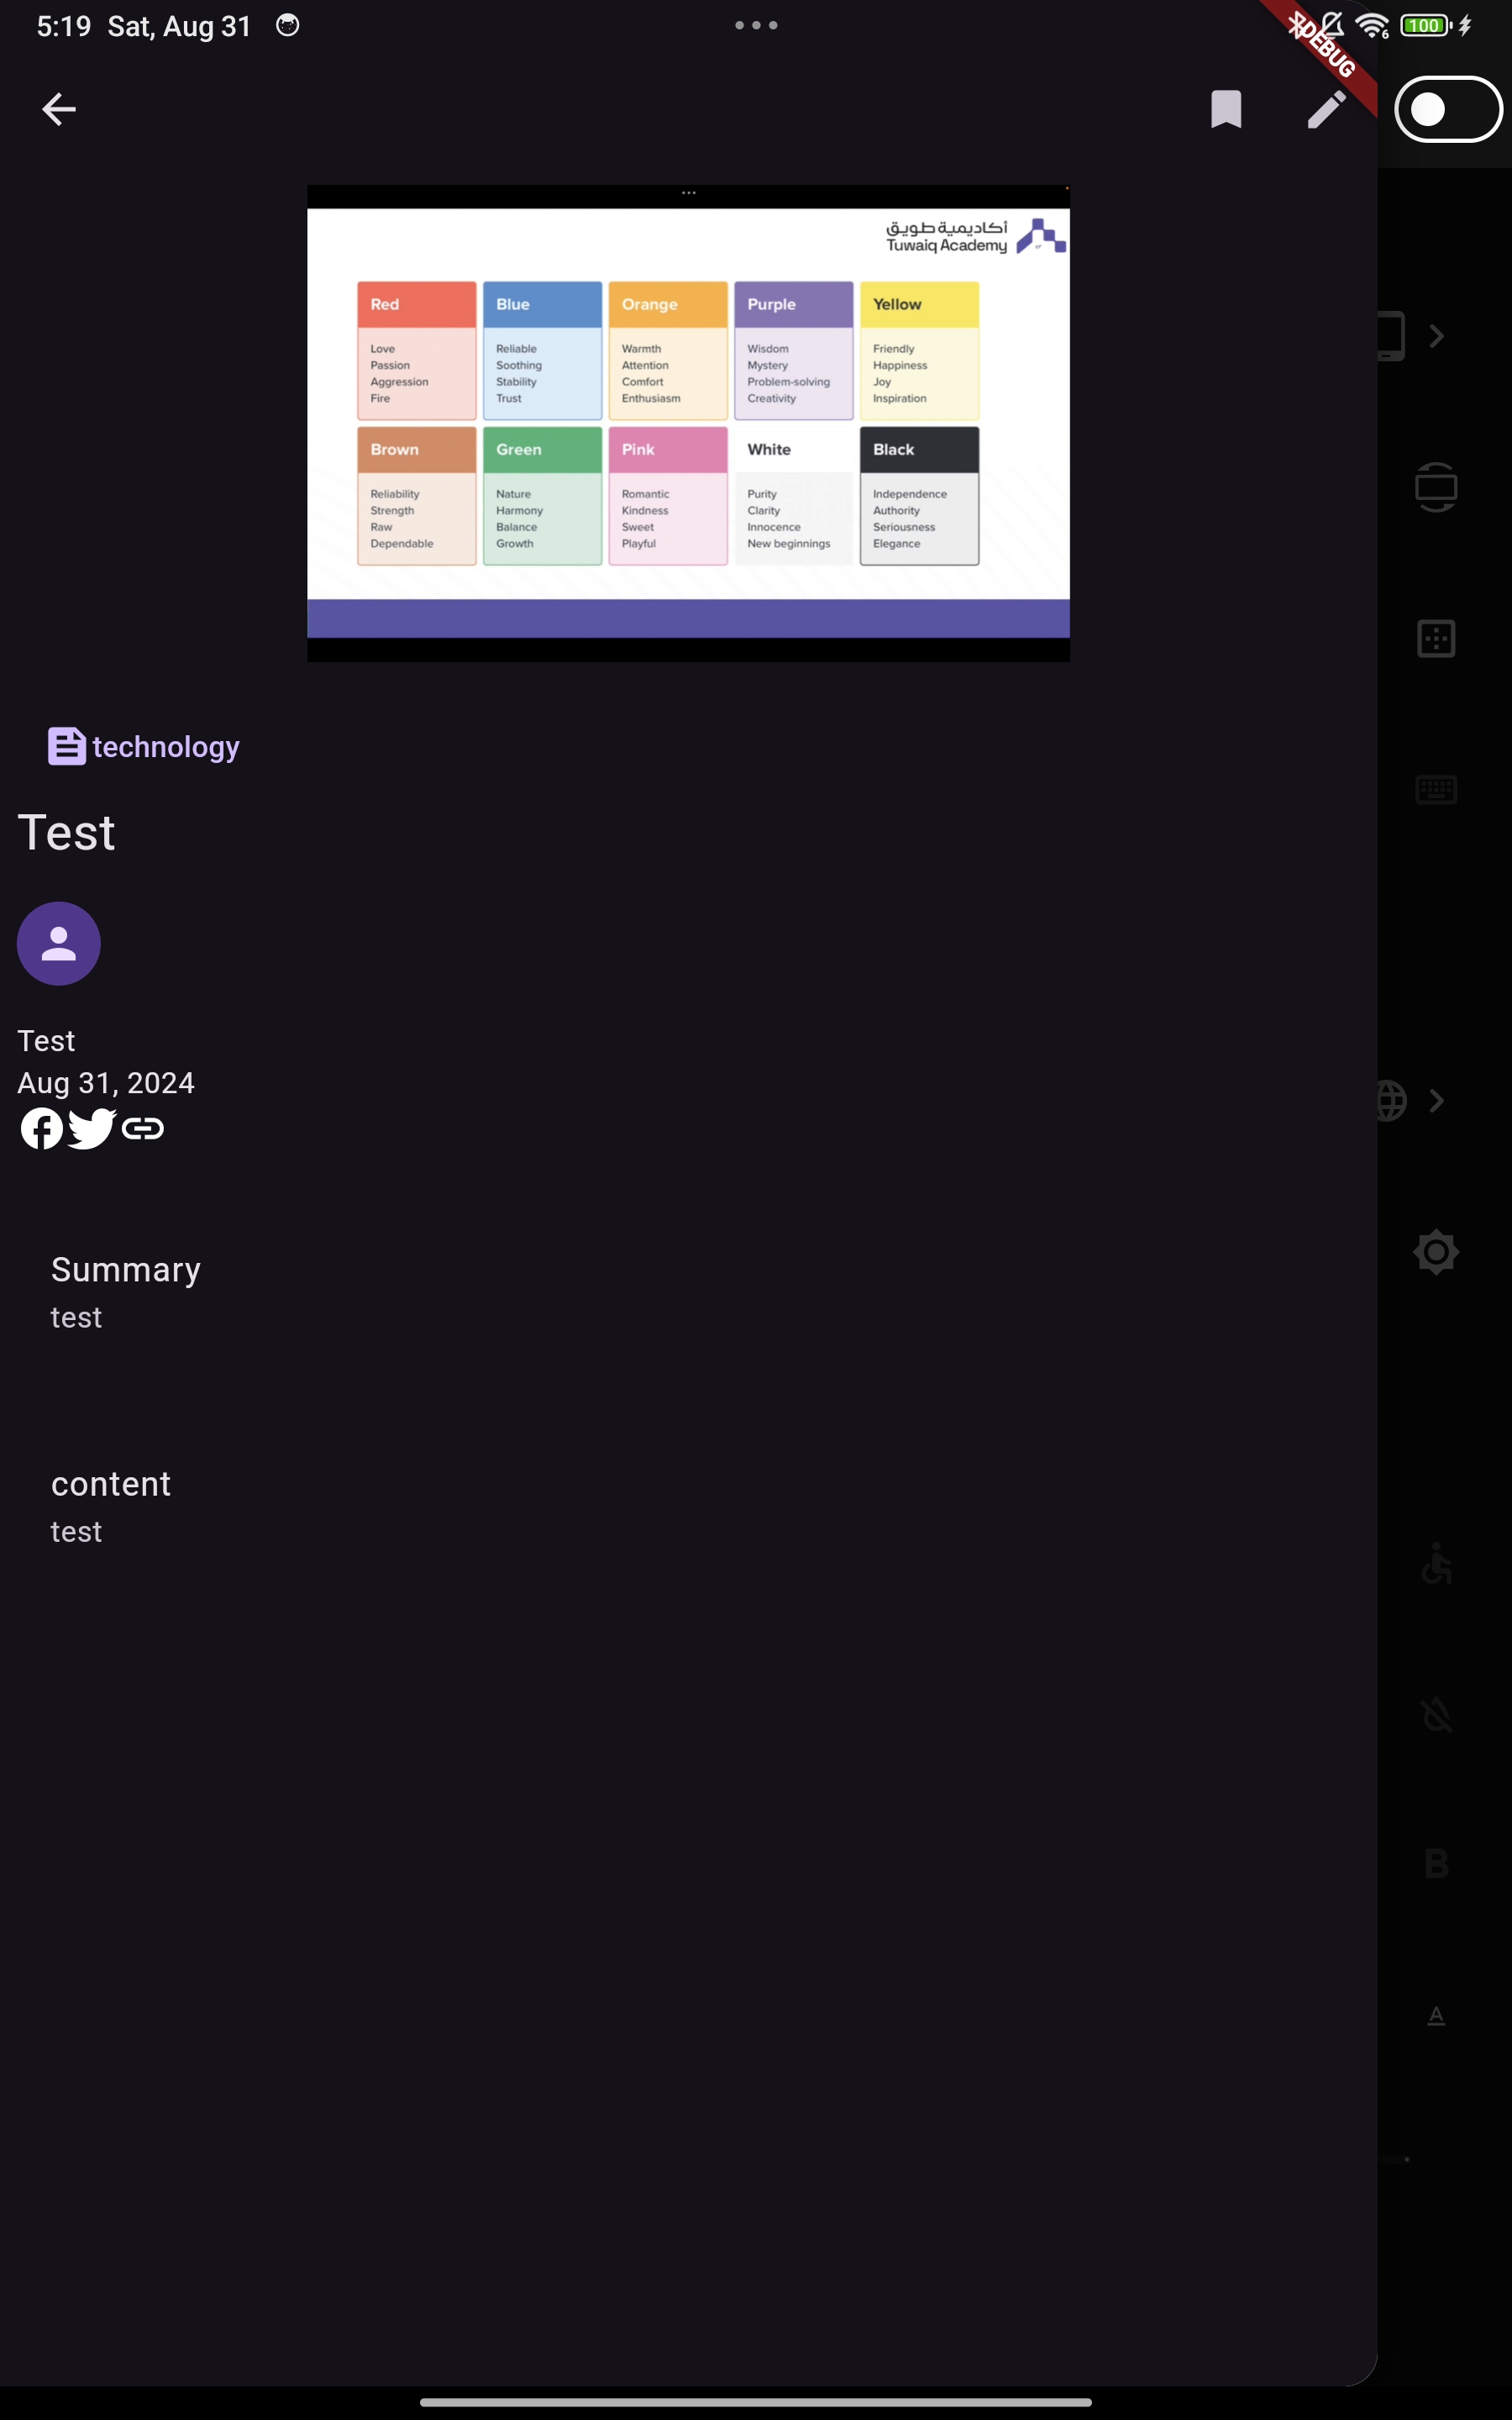 5:19 Sat, Aug 31
DEBUG
6
100
أكاديمية طويق
Tuwaiq Academy
Red
Love
Passion
Aggression
Fire
Blue
Reliable
Soothing
Stability
Trust
Orange
Warmth
Attention
Comfort
Enthusiasm
Purple
Wisdom
Mystery
Problem-solving
Creativity
Yellow
Friendly
Happiness
Joy
Inspiration
Brown
Reliability
Strength
Raw
Dependable
Green
Nature
Harmony
Balance
Growth
Pink
Romantic
Kindness
Sweet
Playful
White
Purity
Clarity
Innocence
New beginnings
Black
Independence
Authority
Seriousness
Elegance
technology
Test
Test
Aug 31, 2024
Summary
test
content
test
B
A